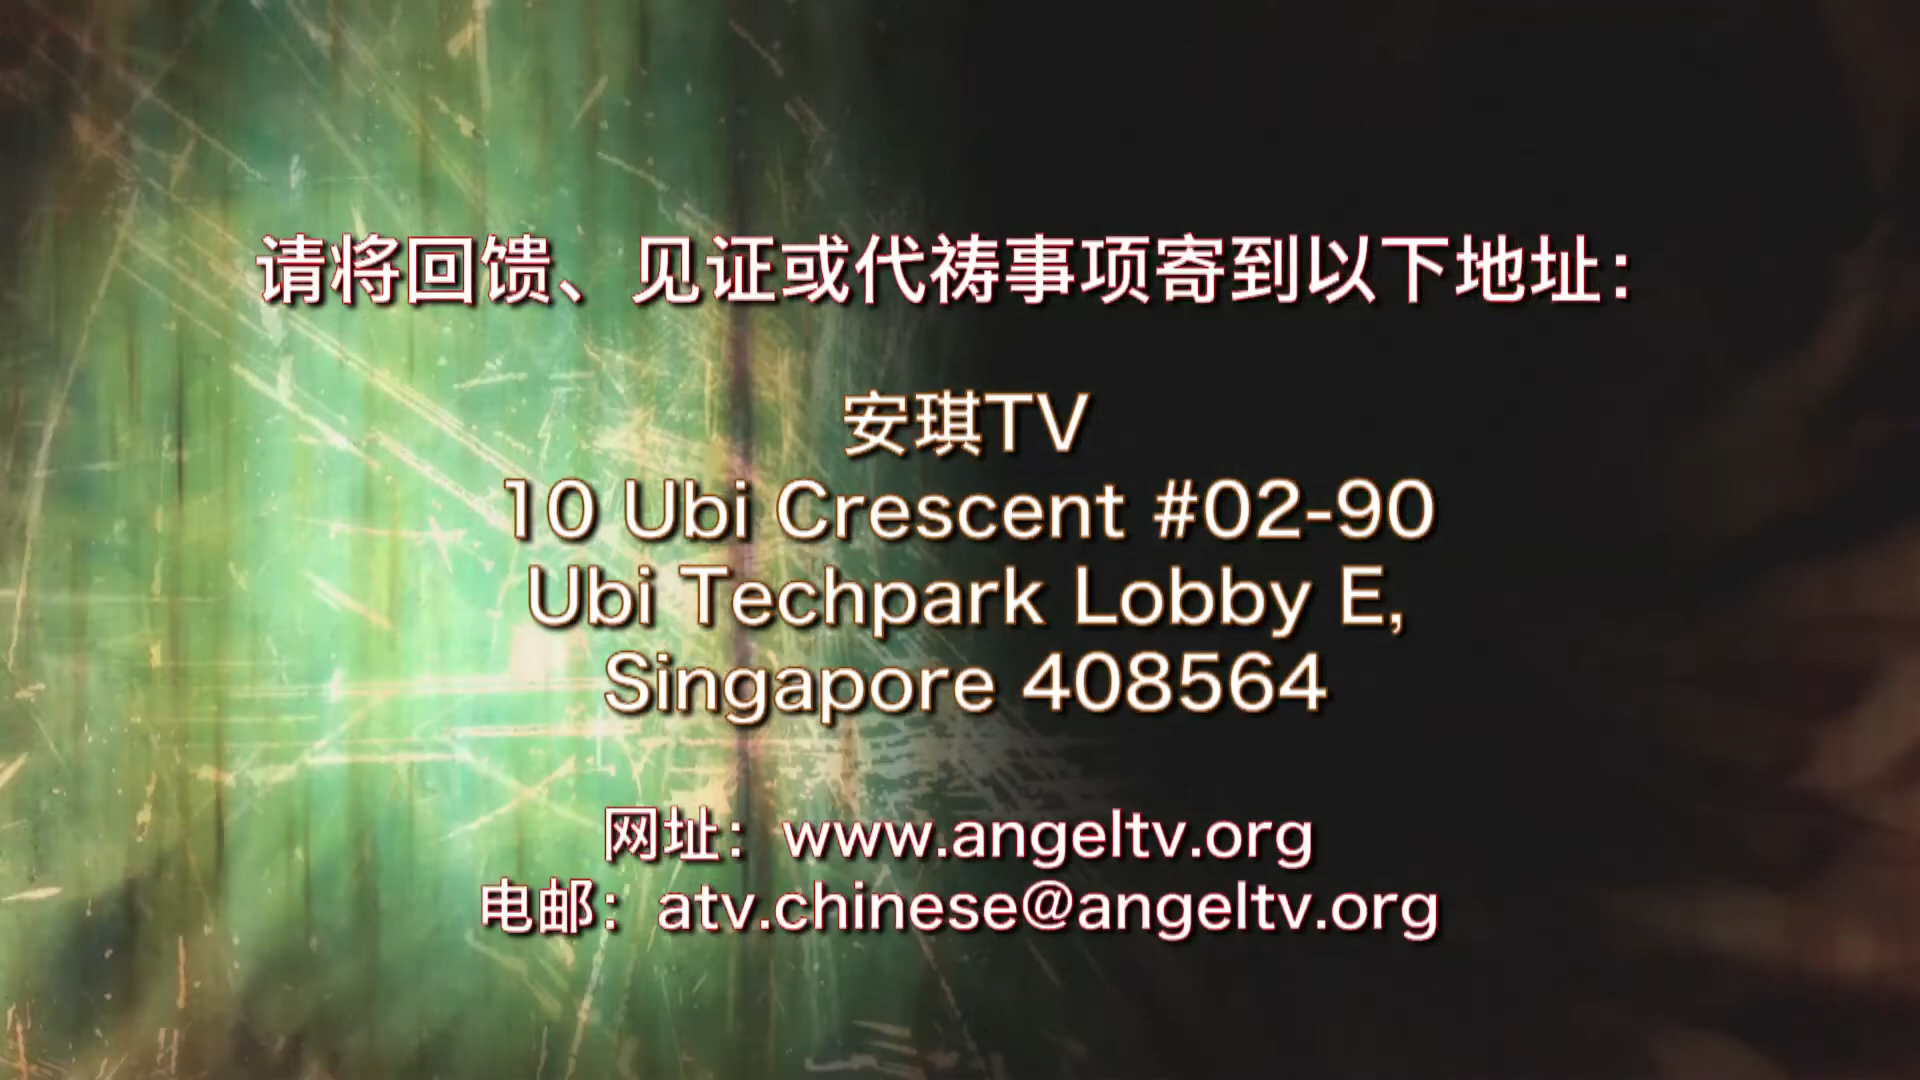 请将回馈、见证或代祷事项寄到以下地址：
安琪TV
10 Ubi Crescent #02-90
Ubi Techpark Lobby E,
Singapore 408564
网址：www.angeltv.org
电邮：atv.chinese@angeltv.org